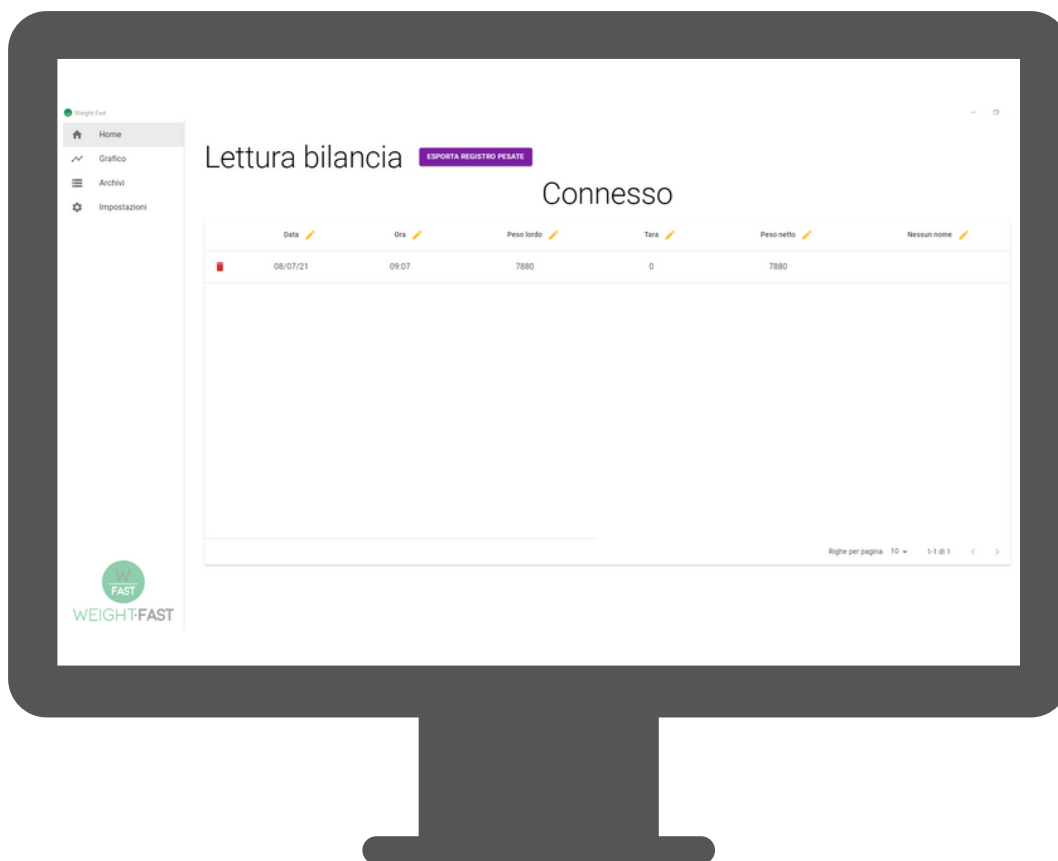 Weight Fast
Home
Grafico
Archivi
Impostazioni
Lettura bilancia ESPORTA REGISTRO PESATE
Connesso
Data Ora Peso lordo Tara Peso netto Nessun nome
08/07/21 09:07 7880 0 7880
Righe per pagina 10 1-1 di 1
W
FAST
WEIGHT·FAST